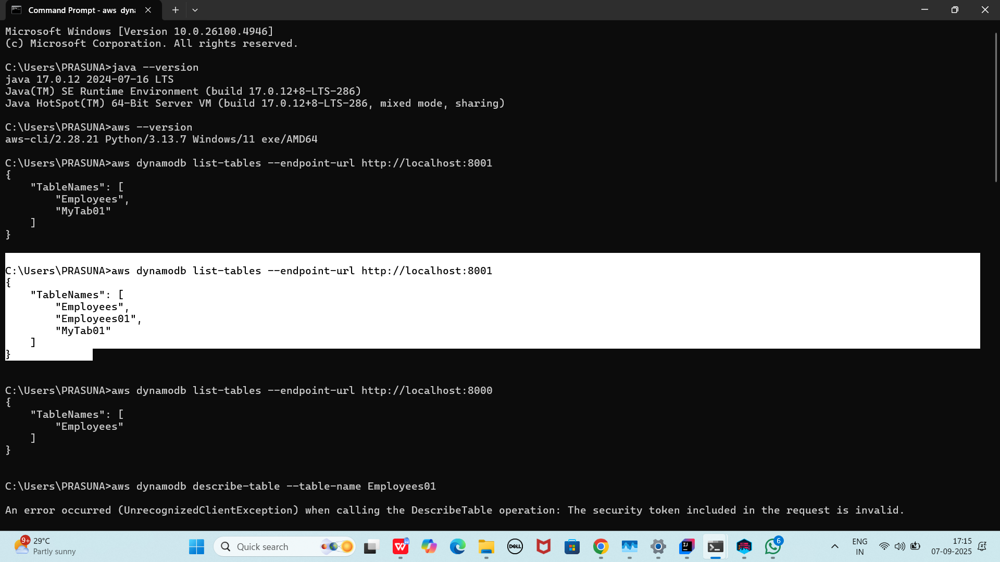 Command Prompt - aws dyna
Microsoft Windows [Version 10.0.26100.4946]
(c) Microsoft Corporation. All rights reserved.
C:\Users\PRASUNA>java --version
java 17.0.12 2024-07-16 LTS
Java(TM) SE Runtime Environment (build 17.0.12+8-LTS-286)
Java HotSpot(TM) 64-Bit Server VM (build 17.0.12+8-LTS-286, mixed mode, sharing)
C:\Users\PRASUNA>aws --version
aws-cli/2.28.21 Python/3.13.7 Windows/11 exe/AMD64
C:\Users\PRASUNA>aws dynamodb list-tables --endpoint-url http://localhost:8001
{
    "TableNames": [
        "Employees",
        "MyTab01"
    ]
}
C:\Users\PRASUNA>aws dynamodb list-tables --endpoint-url http://localhost:8001
{
    "TableNames": [
        "Employees",
        "Employees01",
        "MyTab01"
    ]
}
C:\Users\PRASUNA>aws dynamodb list-tables --endpoint-url http://localhost:8000
{
    "TableNames": [
        "Employees"
    ]
}
C:\Users\PRASUNA>aws dynamodb describe-table --table-name Employees01
An error occurred (UnrecognizedClientException) when calling the DescribeTable operation: The security token included in the request is invalid.
9+ 29°C
Partly sunny
Quick search
W
DELL
IJ
6
ENG
IN
17:15
07-09-2025